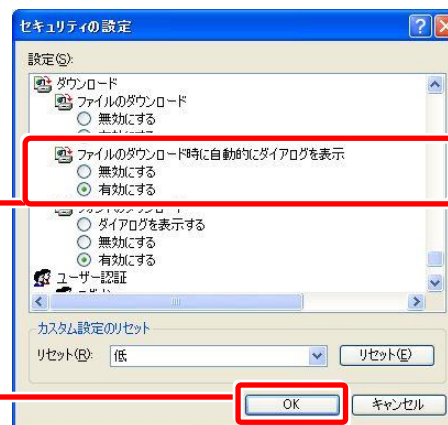 セキュリティの設定
設定(S):
ダウンロード
ファイルのダウンロード
無効にする
ファイルのダウンロード時に自動的にダイアログを表示
無効にする
有効にする
ダイアログを表示する
無効にする
有効にする
ユーザー認証
カスタム設定のリセット
リセット(R): 低 リセット(E)
OK キャンセル